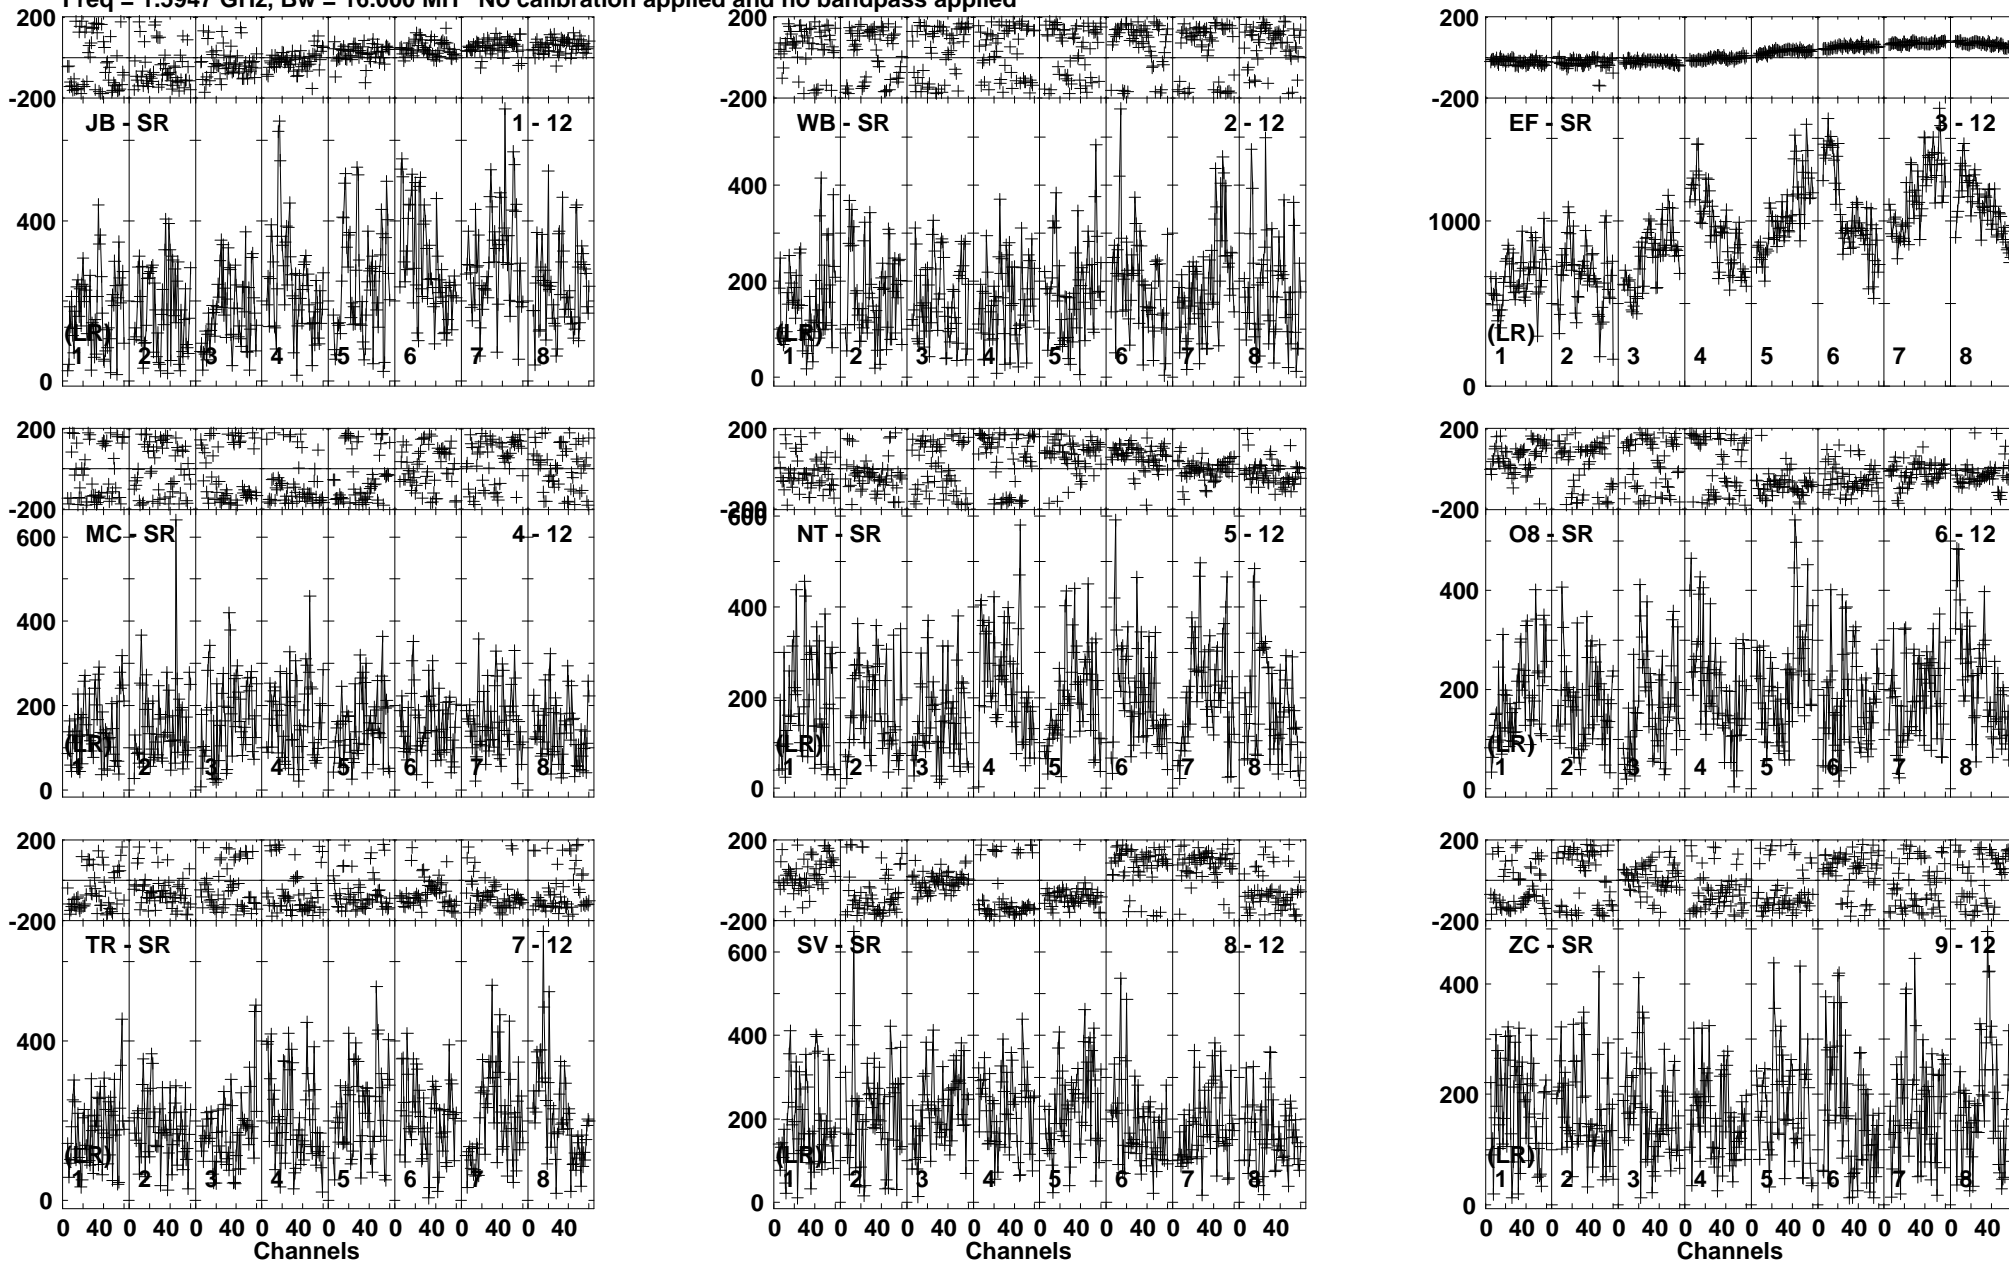 Freq = 1.5947 GHz, Bw = 16.000 MH No calibration applied and no bandpass applied
200 200 200
-200 -200 -200
JB - SR 1 - 12 WB - SR 2 - 12 EF - SR 3 - 12
400 400 1000
200
(LR) (LR) (LR)
1 2 3 4 5 6 7 8 1 2 3 4 5 6 7 8 1 2 3 4 5 6 7 8
0 0 0
200 200 200
-200 -200 -200
600
MC - SR 4 - 12 NT - SR 5 - 12 O8 - SR 6 - 12
600
400 400 400
200 200 200
(LR) (LR) (LR)
1 2 3 4 5 6 7 8 1 2 3 4 5 6 7 8 1 2 3 4 5 6 7 8
0 0 0
200 200 200
-200 -200 -200
TR - SR 7 - 12 SV - SR 8 - 12 ZC - SR 9 - 12
600
400 400 400
200 200
(LR) (LR) (LR)
1 2 3 4 5 6 7 8 1 2 3 4 5 6 7 8 1 2 3 4 5 6 7 8
0 0 0
0 40 0 40 0 40 0 40 0 40 0 40 0 40 0 40 0 40 0 40 0 40 0 40 0 40 0 40 0 40 0 40 0 40 0 40 0 40 0 40 0 40 0 40 0 40 0 40
Channels Channels